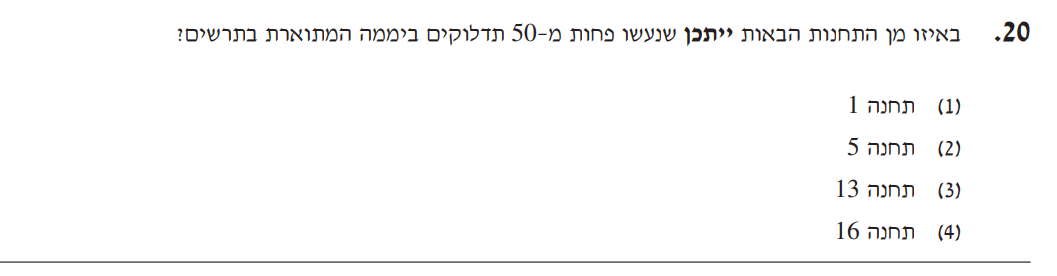 20. באיזו מן התחנות הבאות ייתכן שנעשו פחות מ-50 תדלוקים ביממה המתוארת בתרשים?
(1) תחנה 1
(2) תחנה 5
(3) תחנה 13
(4) תחנה 16